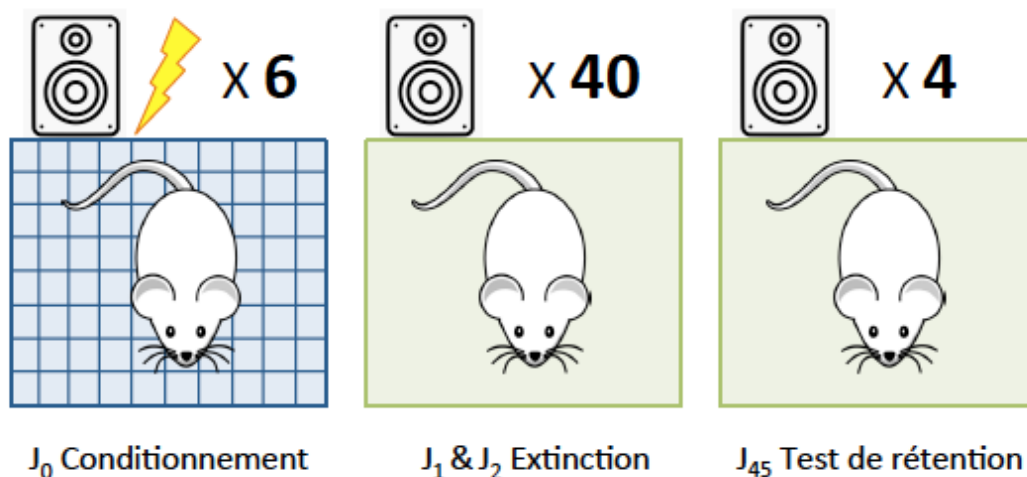 X 6
X 40
X 4
J₀ Conditionnement
J₁ & J₂ Extinction
J₄₅ Test de rétention